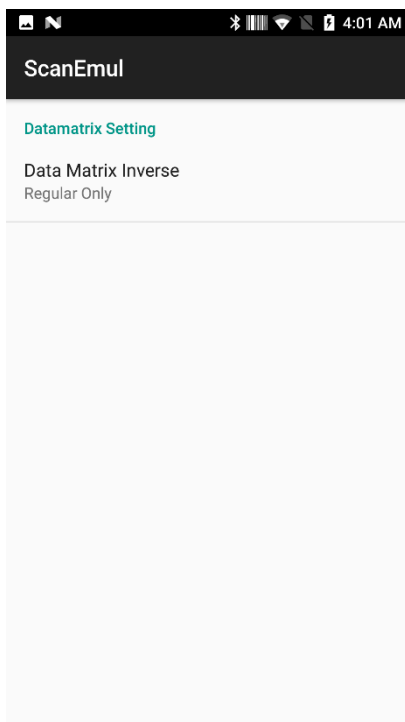 4:01 AM
ScanEmul
Datamatrix Setting
Data Matrix Inverse
Regular Only